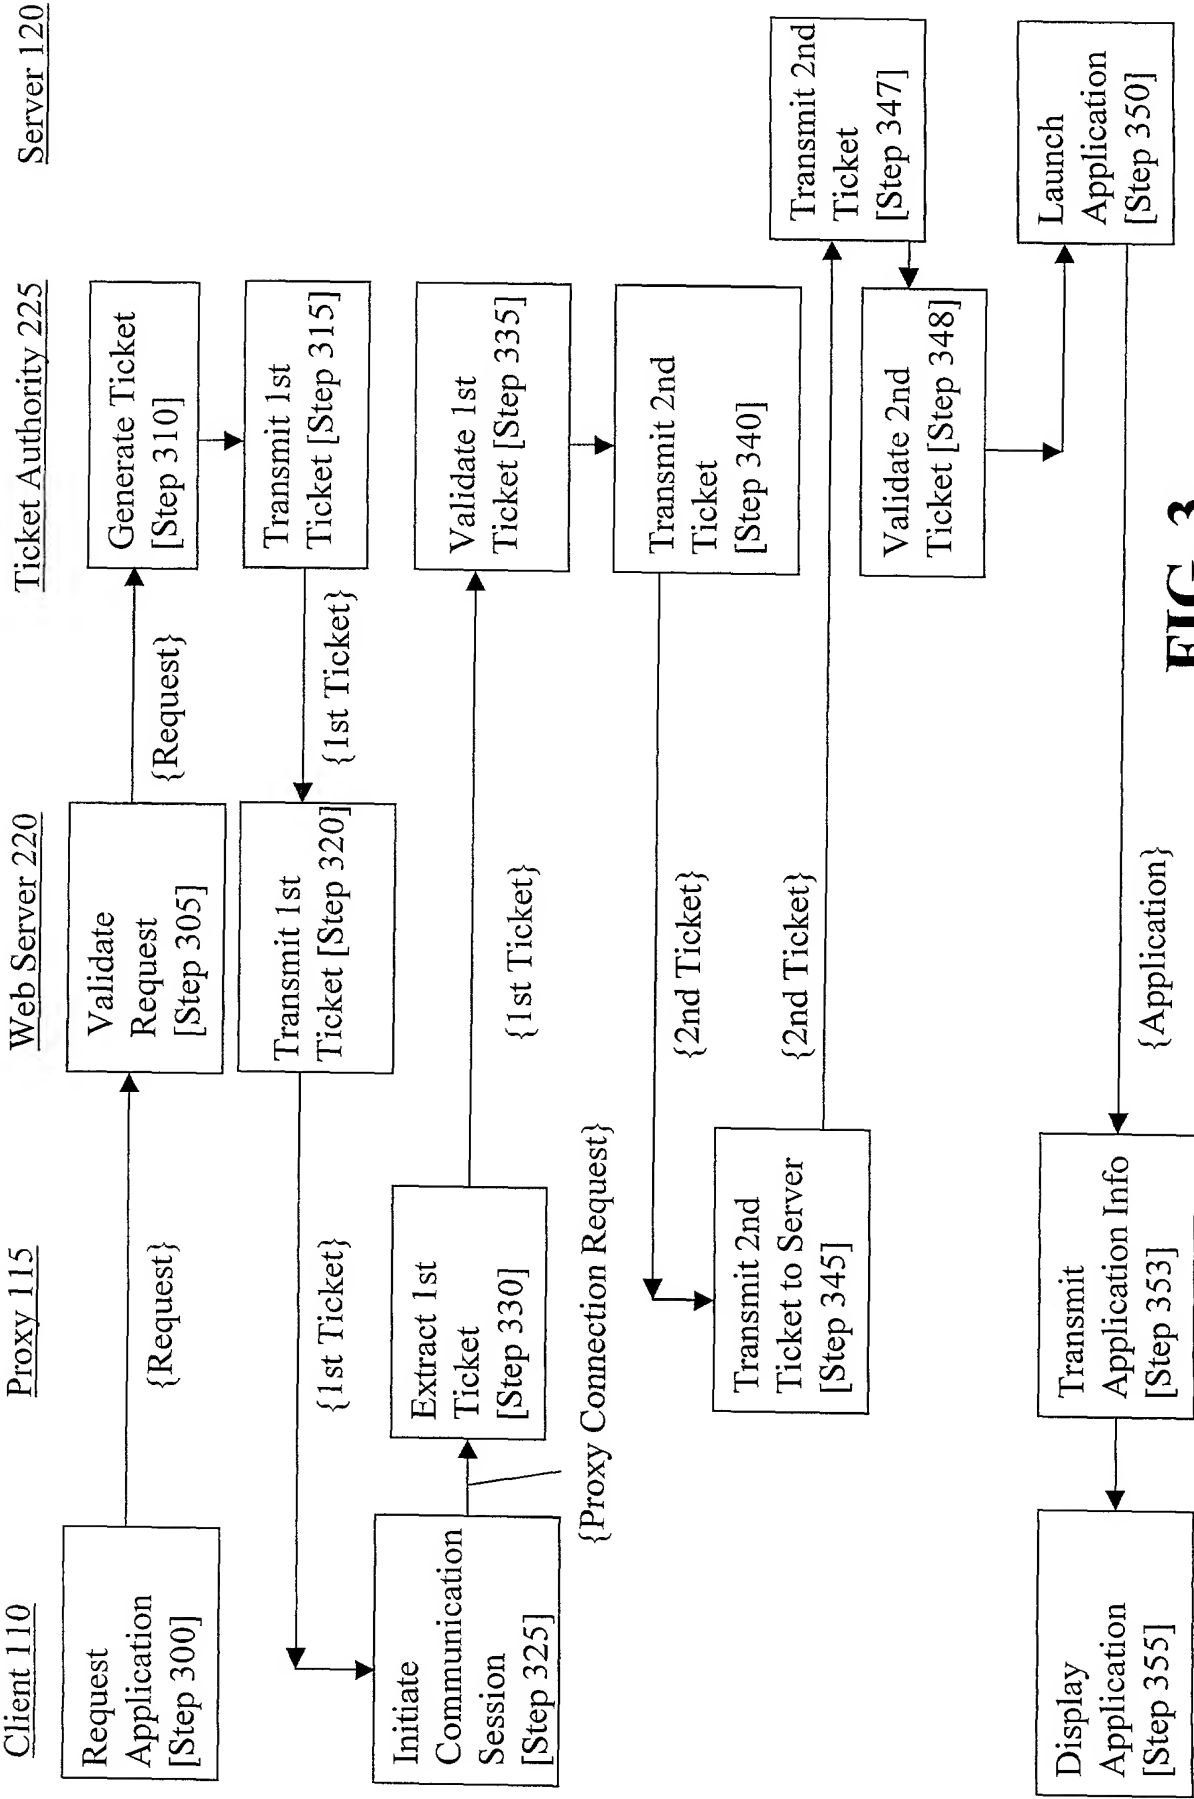 Client 110
Proxy 115
Web Server 220
Ticket Authority 225
Server 120
Request
Application
[Step 300]
{Request}
Validate
Request
[Step 305]
{Request}
Generate Ticket
[Step 310]
Transmit 1st
Ticket [Step 315]
{1st Ticket}
Transmit 1st
Ticket [Step 320]
{1st Ticket}
Initiate
Communication
Session
[Step 325]
{Proxy Connection Request}
Extract 1st
Ticket
[Step 330]
{1st Ticket}
Validate 1st
Ticket [Step 335]
Transmit 2nd
Ticket
[Step 340]
{2nd Ticket}
Transmit 2nd
Ticket to Server
[Step 345]
{2nd Ticket}
Transmit 2nd
Ticket
[Step 347]
Validate 2nd
Ticket [Step 348]
Launch
Application
[Step 350]
{Application}
Transmit
Application Info
[Step 353]
Display
Application
[Step 355]
FIG. 3